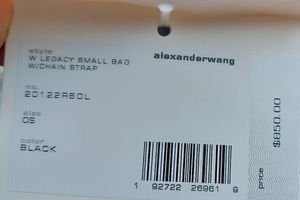 style
W LEGACY SMALL BAG
W/CHAIN STRAP
alexanderwang
no.
20122R60L
size
OS
color
BLACK
1 92722 26961 9
price
$850.00